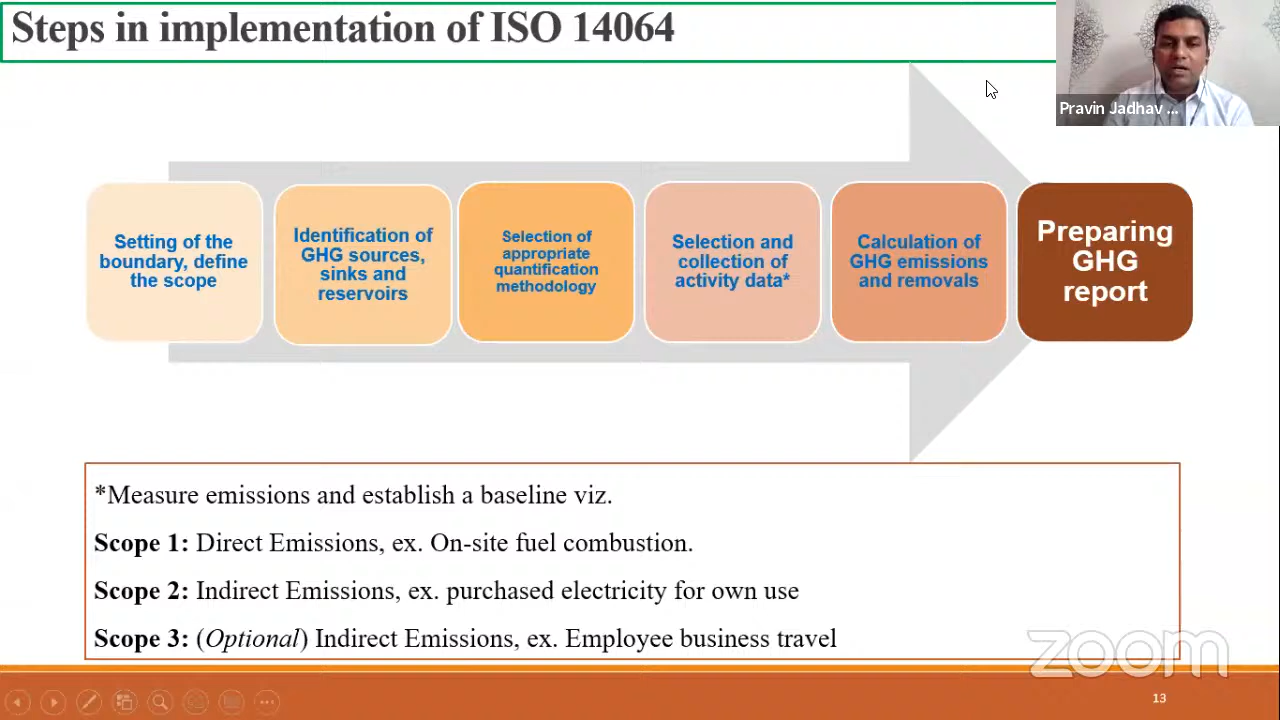 Steps in implementation of ISO 14064
Pravin Jadhav ...
Setting of the
boundary, define
the scope
Identification of
GHG sources,
sinks and
reservoirs
Selection of
appropriate
quantification
methodology
Selection and
collection of
activity data*
Calculation of
GHG emissions
and removals
Preparing
GHG
report
*Measure emissions and establish a baseline viz.
Scope 1: Direct Emissions, ex. On-site fuel combustion.
Scope 2: Indirect Emissions, ex. purchased electricity for own use
Scope 3: (Optional) Indirect Emissions, ex. Employee business travel
zoom
13